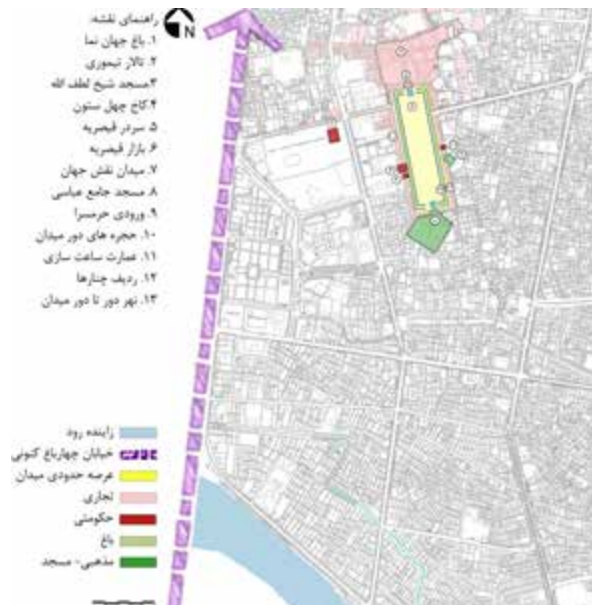 راهنمای نقشه:
N
۱. باغ جهان نما
۲. تالار تیموری
۳.مسجد شیخ لطف الله
۴.کاخ چهل ستون
۵. سردر قیصریه
۶. بازار قیصریه
۷. میدان نقش جهان
۸. مسجد جامع عباسی
۹. ورودی حرمسرا
۱۰. حجره های دور میدان
۱۱. عمارت ساعت سازی
۱۲. ردیف چنارها
۱۳. نهر دور تا دور میدان
زاینده رود
خیابان چهارباغ کنونی
عرصه حدودی میدان
تجاری
حکومتی
باغ
مذهبی- مسجد